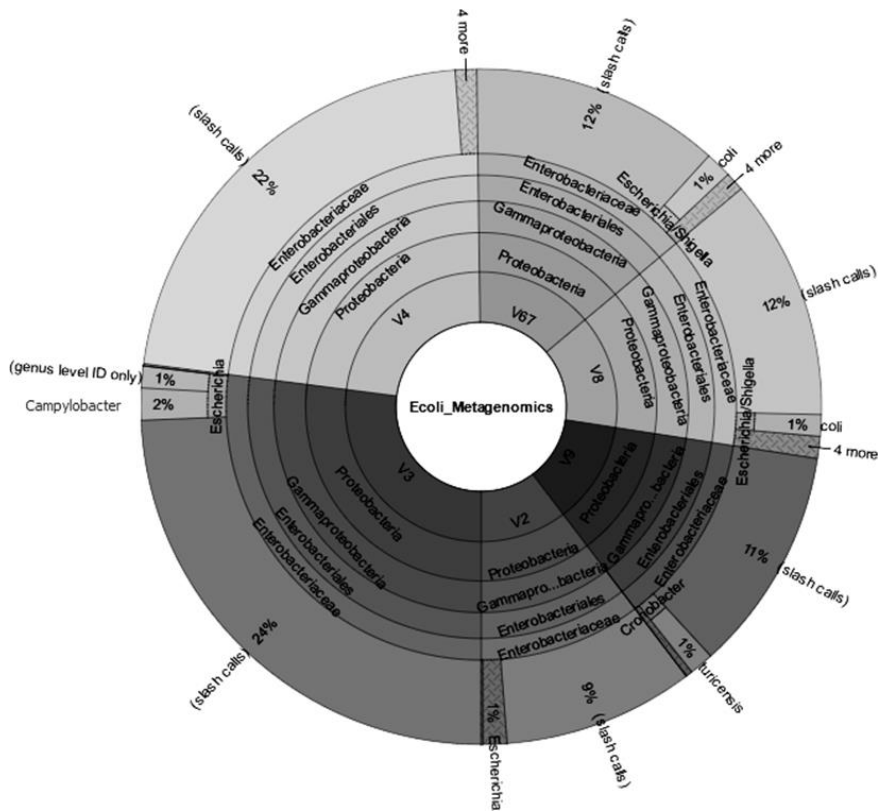 4 more
(slash calls)
22%
Enterobacteriaceae
Enterobacteriales
Gammaproteobacteria
Proteobacteria
V4
12%
(slash calls)
Enterobacteriaceae
Enterobacteriales
Gammaproteobacteria
Proteobacteria
V67
Escherichia/Shigella
1%
coli
4 more
12%
(slash calls)
Enterobacteriaceae
Enterobacteriales
Gammaproteobacteria
Proteobacteria
V8
Escherichia/Shigella
1%
coli
4 more
Ecoli_Metagenomics
(genus level ID only)
1%
Campylobacter
2%
Escherichia
V3
Proteobacteria
Gammaproteobacteria
Enterobacteriales
Enterobacteriaceae
24%
(slash calls)
V9
Proteobacteria
Gammapro...bacteria
Enterobacteriales
Enterobacteriaceae
11%
(slash calls)
Cronobacter
1%
turicensis
V2
Proteobacteria
Gammapro...bacteria
Enterobacteriales
Enterobacteriaceae
9%
(slash calls)
1%
Escherichia